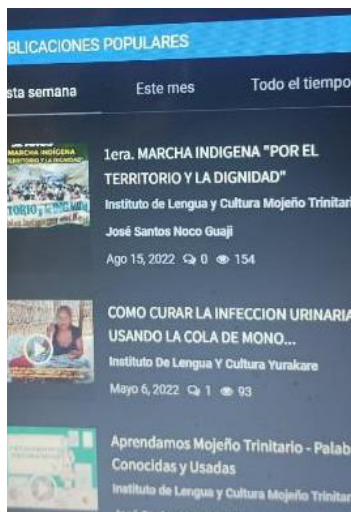 BLICACIONES POPULARES
sta semana Este mes Todo el tiempo
MARCHA INDIGENA
1era. MARCHA INDIGENA "POR EL
TERRITORIO Y LA DIGNIDAD"
Instituto de Lengua y Cultura Mojeño Trinitari
José Santos Noco Guaji
Ago 15, 2022 0 154
COMO CURAR LA INFECCION URINARIA
USANDO LA COLA DE MONO...
Instituto De Lengua Y Cultura Yurakare
Mayo 6, 2022 1 93
Aprendamos Mojeño Trinitario - Palab
Conocidas y Usadas
Instituto de Lengua y Cultura Mojeño Trinitar